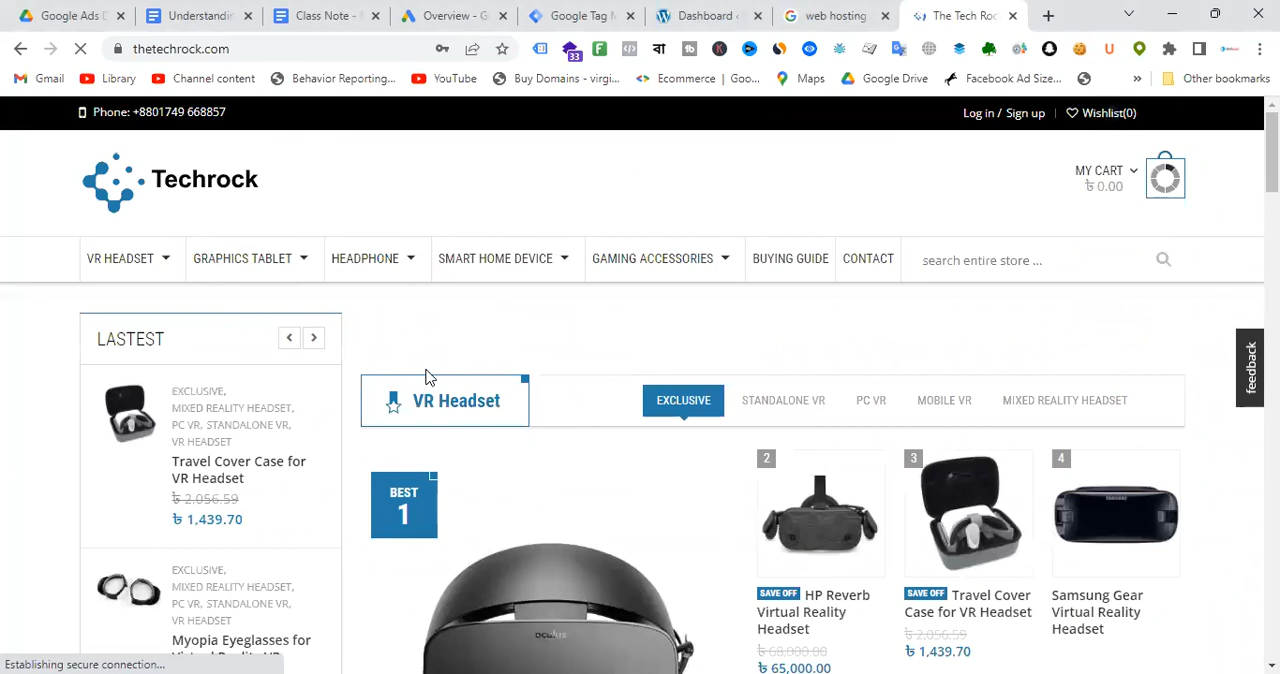 Google Ads D
Understandin
Class Note - M
Overview - G
Google Tag M
Dashboard ‹
web hosting
The Tech Roc
thetechrock.com
33
Gmail
Library
Channel content
Behavior Reporting...
YouTube
Buy Domains - virgi...
Ecommerce | Goo...
Maps
Google Drive
Facebook Ad Size...
»
Other bookmarks
Phone: +8801749 668857
Log in / Sign up
Wishlist(0)
Techrock
MY CART
৳ 0.00
VR HEADSET
GRAPHICS TABLET
HEADPHONE
SMART HOME DEVICE
GAMING ACCESSORIES
BUYING GUIDE
CONTACT
search entire store ...
LASTEST
feedback
VR Headset
EXCLUSIVE
STANDALONE VR
PC VR
MOBILE VR
MIXED REALITY HEADSET
EXCLUSIVE,
MIXED REALITY HEADSET,
PC VR, STANDALONE VR,
VR HEADSET
Travel Cover Case for
VR Headset
৳ 2,056.59
৳ 1,439.70
EXCLUSIVE,
MIXED REALITY HEADSET,
PC VR, STANDALONE VR,
VR HEADSET
Myopia Eyeglasses for
BEST
1
oculus
2
SAVE OFF HP Reverb
Virtual Reality
Headset
৳ 68,000.00
৳ 65,000.00
3
SAVE OFF Travel Cover
Case for VR Headset
৳ 2,056.59
৳ 1,439.70
4
Samsung Gear
Virtual Reality
Headset
Establishing secure connection...